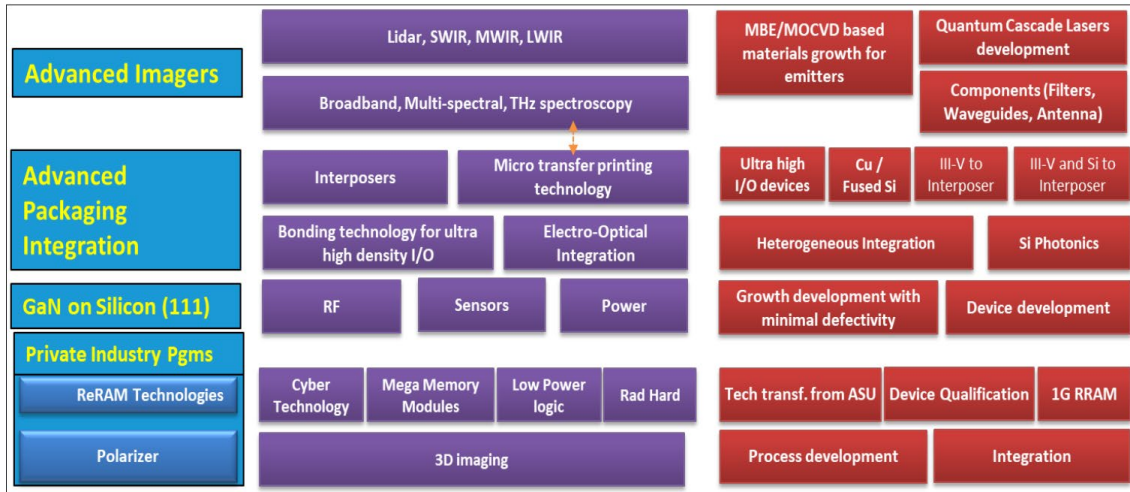 Advanced Imagers
Lidar, SWIR, MWIR, LWIR
Broadband, Multi-spectral, THz spectroscopy
MBE/MOCVD based
materials growth for
emitters
Quantum Cascade Lasers
development
Components (Filters,
Waveguides, Antenna)
Advanced
Packaging
Integration
Interposers
Micro transfer printing
technology
Bonding technology for ultra
high density I/O
Electro-Optical
Integration
Ultra high
I/O devices
Cu /
Fused Si
III-V to
Interposer
III-V and Si to
Interposer
Heterogeneous Integration
Si Photonics
GaN on Silicon (111)
RF
Sensors
Power
Growth development with
minimal defectivity
Device development
Private Industry Pgms
ReRAM Technologies
Cyber
Technology
Mega Memory
Modules
Low Power
logic
Rad Hard
Tech transf. from ASU
Device Qualification
1G RRAM
Polarizer
3D imaging
Process development
Integration